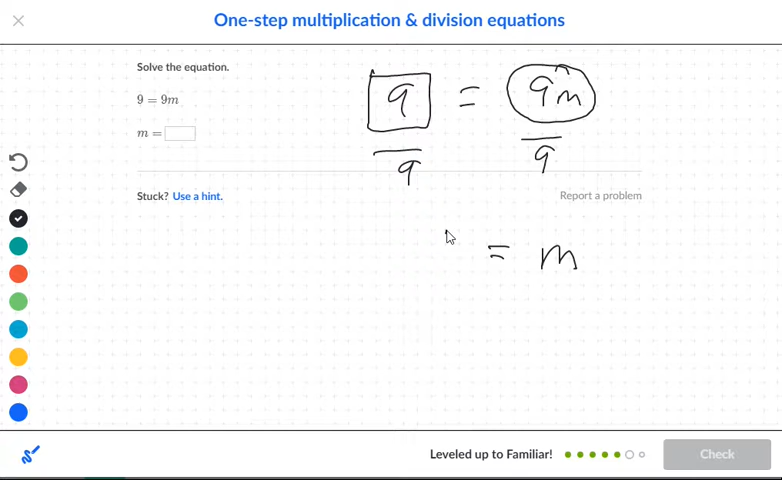 One-step multiplication & division equations
Solve the equation.
9 = 9m
m =
9 = 9m
9 9
= m
Stuck? Use a hint.
Report a problem
Leveled up to Familiar!
Check